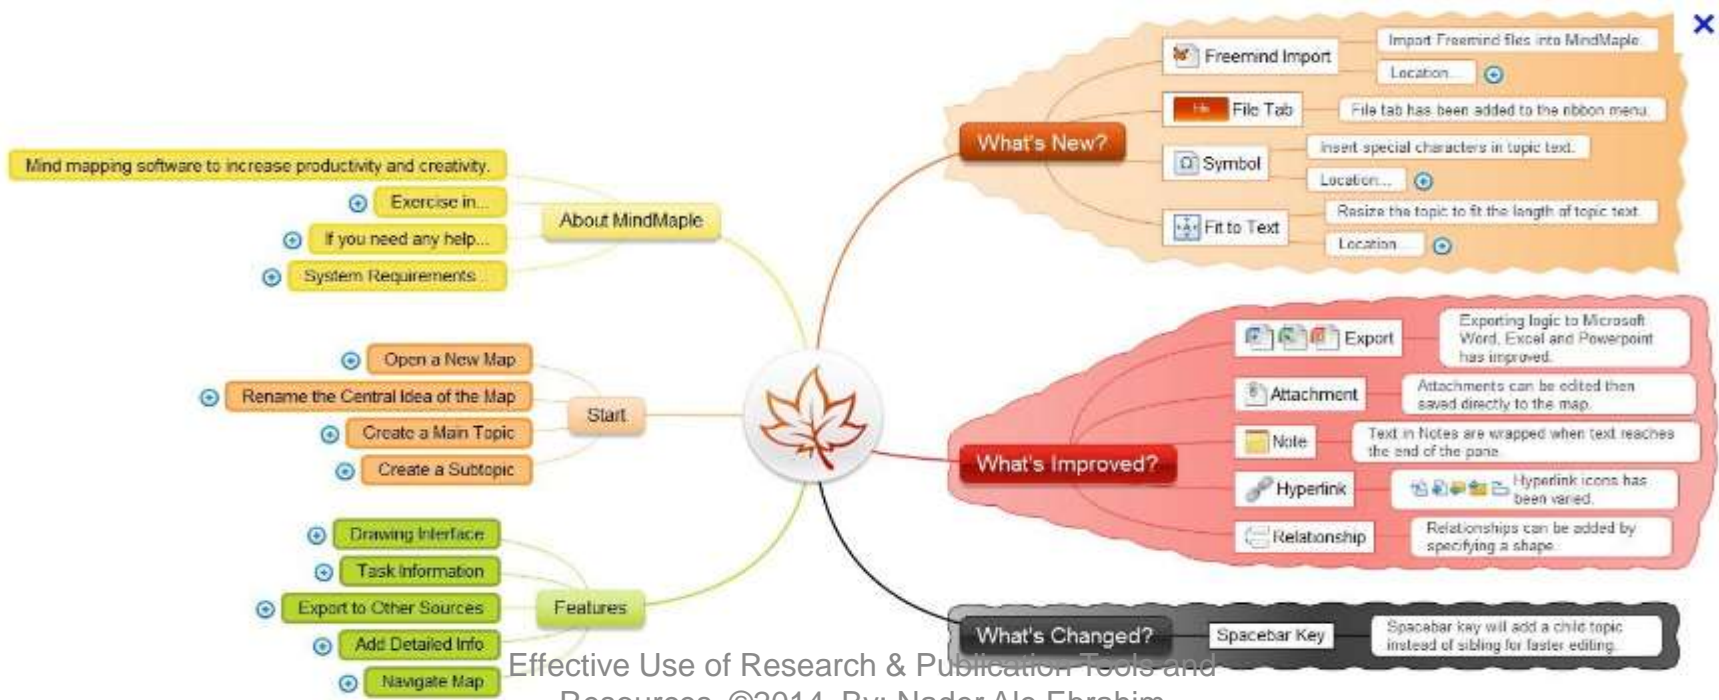 Mind mapping software to increase productivity and creativity.
Exercise in...
If you need any help...
System Requirements...
About MindMaple
Open a New Map
Rename the Central Idea of the Map
Create a Main Topic
Create a Subtopic
Start
Drawing Interface
Task Information
Export to Other Sources
Add Detailed Info
Navigate Map
Features
What's New?
Freemind Import
Import Freemind files into MindMaple.
Location...
File
File Tab
File tab has been added to the ribbon menu.
Symbol
Insert special characters in topic text.
Location...
Fit to Text
Resize the topic to fit the length of topic text.
Location...
What's Improved?
Export
Exporting logic to Microsoft
Word, Excel and Powerpoint
has improved.
Attachment
Attachments can be edited then
saved directly to the map.
Note
Text in Notes are wrapped when text reaches
the end of the pane.
Hyperlink
Hyperlink icons has
been varied.
Relationship
Relationships can be added by
specifying a shape.
What's Changed?
Spacebar Key
Spacebar key will add a child topic
instead of sibling for faster editing.
Effective Use of Research & Publication Tools and
Resources, ©2014 By: Nader Ale Ebrahim